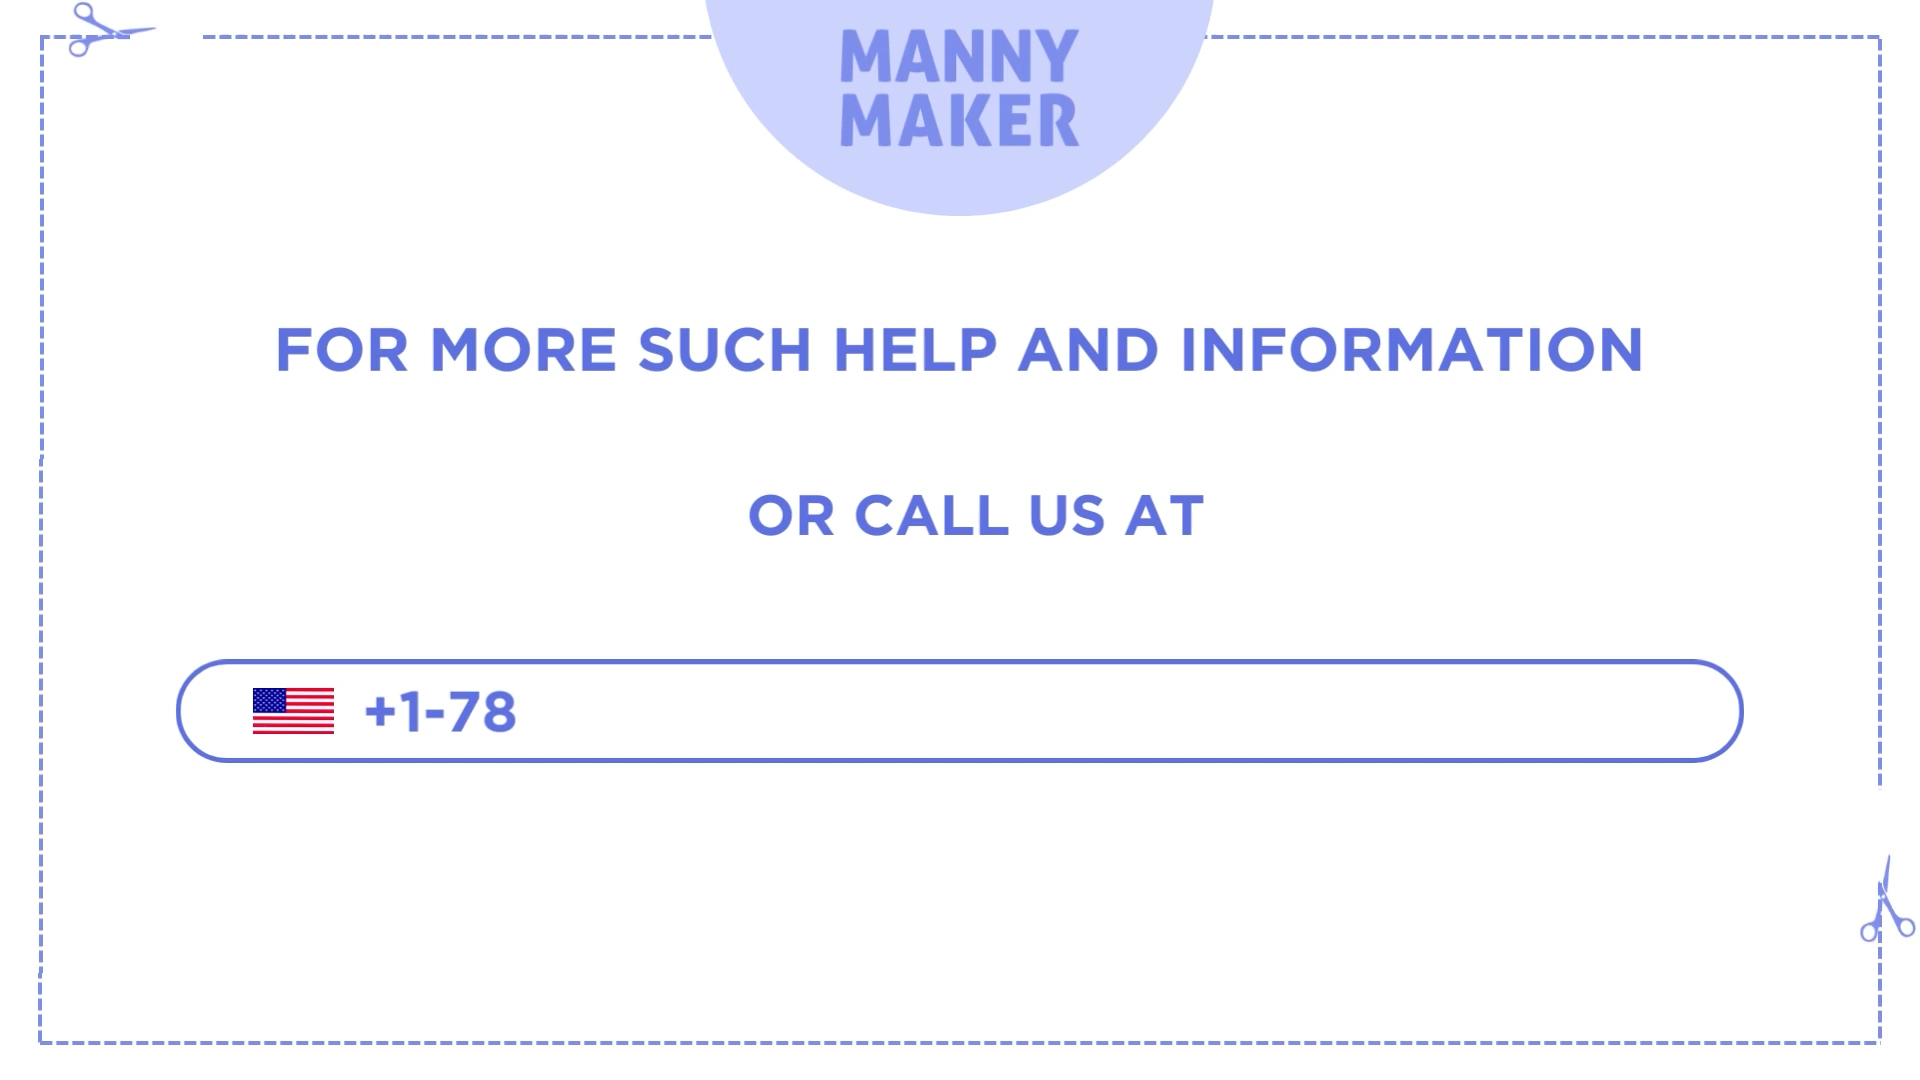 MANNY
MAKER
FOR MORE SUCH HELP AND INFORMATION
OR CALL US AT
+1-78